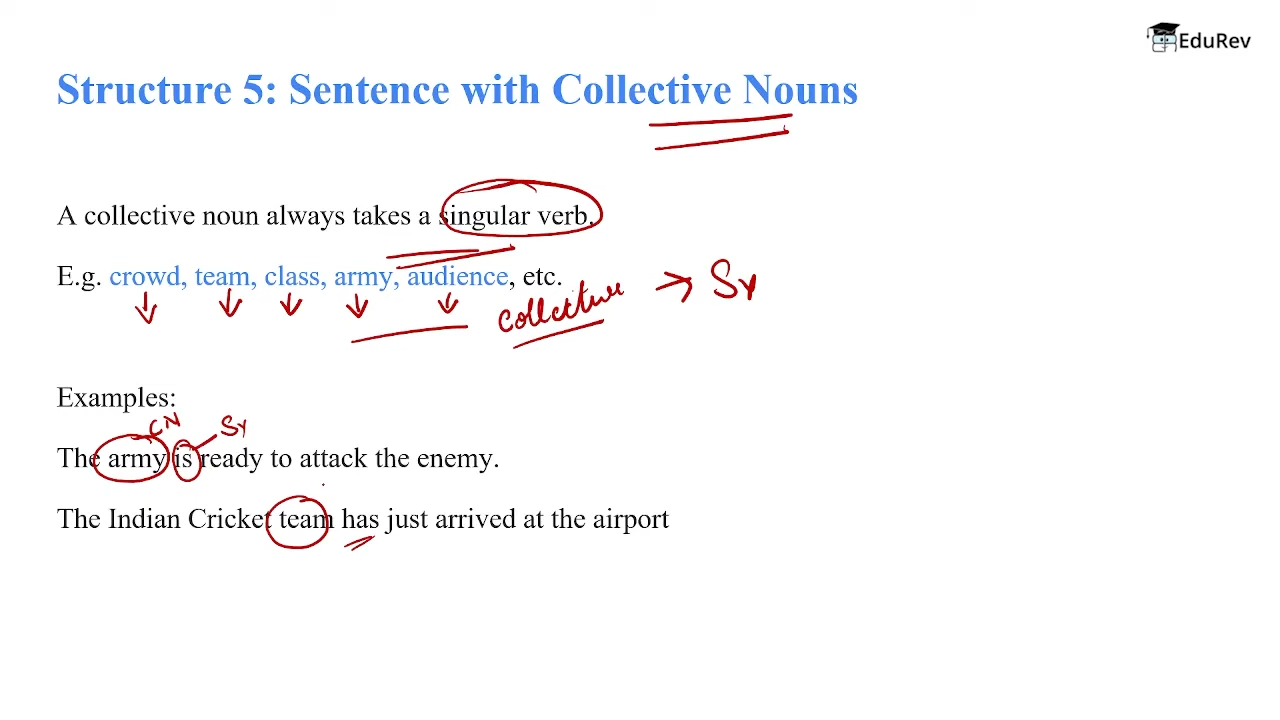 EduRev
Structure 5: Sentence with Collective Nouns
A collective noun always takes a singular verb.
E.g. crowd, team, class, army, audience, etc.
collective → Sv
Examples:
CN Sv
The army is ready to attack the enemy.
The Indian Cricket team has just arrived at the airport